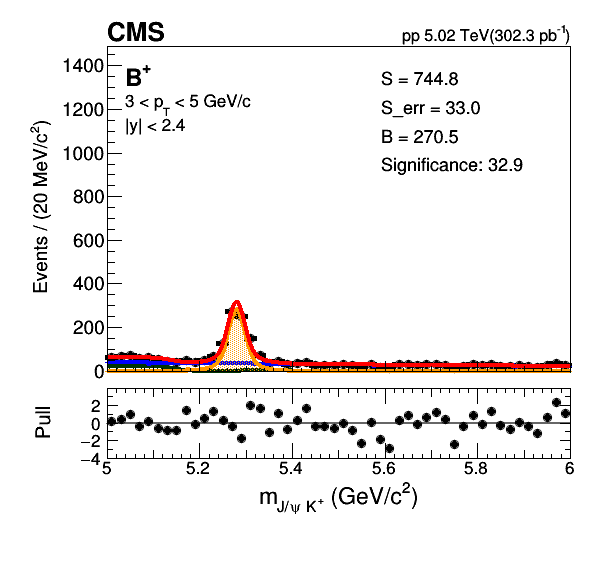 CMS
pp 5.02 TeV(302.3 pb⁻¹)
B⁺
3 < p_T < 5 GeV/c
|y| < 2.4
S = 744.8
S_err = 33.0
B = 270.5
Significance: 32.9
Events / (20 MeV/c²)
1400
1200
1000
800
600
400
200
0
Pull
2
0
−2
−4
5
5.2
5.4
5.6
5.8
6
m_{J/ψ K⁺} (GeV/c²)